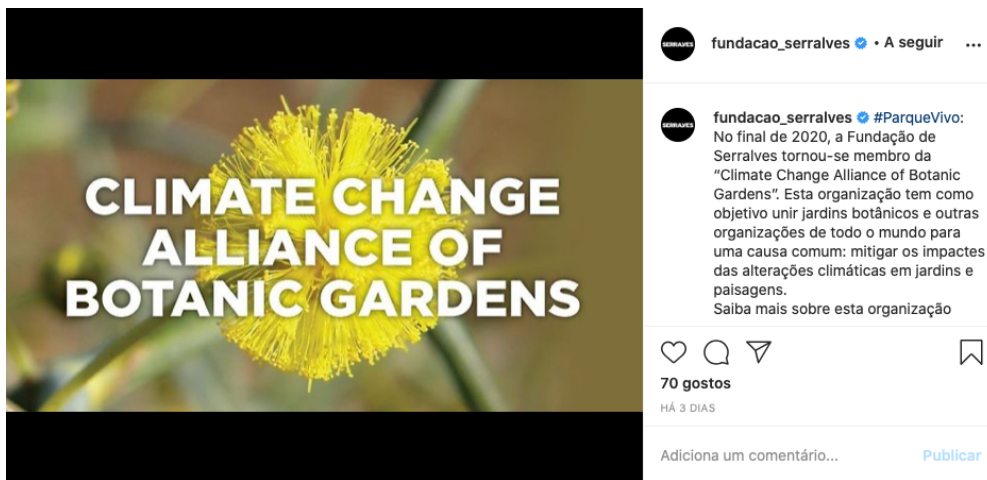 CLIMATE CHANGE
ALLIANCE OF
BOTANIC GARDENS
SERRALVES
fundacao_serralves • A seguir
SERRALVES
fundacao_serralves #ParqueVivo:
No final de 2020, a Fundação de
Serralves tornou-se membro da
“Climate Change Alliance of Botanic
Gardens”. Esta organização tem como
objetivo unir jardins botânicos e outras
organizações de todo o mundo para
uma causa comum: mitigar os impactes
das alterações climáticas em jardins e
paisagens.
Saiba mais sobre esta organização
70 gostos
HÁ 3 DIAS
Adiciona um comentário...
Publicar